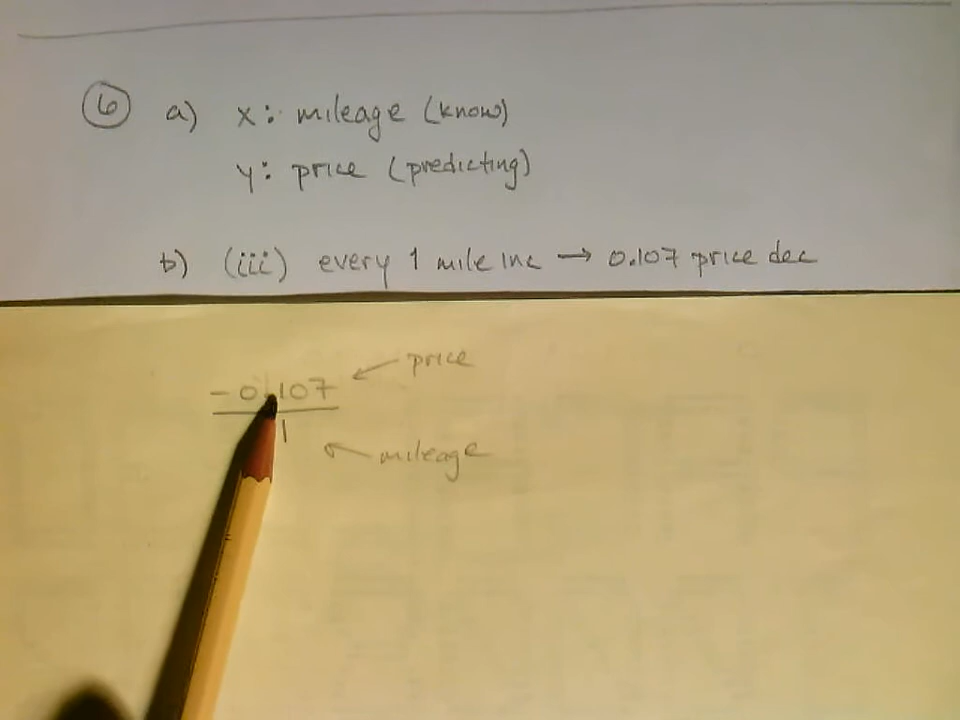 6 a) x: mileage (know)
y: price (predicting)
b) (iii) every 1 mile inc → 0.107 price dec
← price
-0.107
1
← mileage